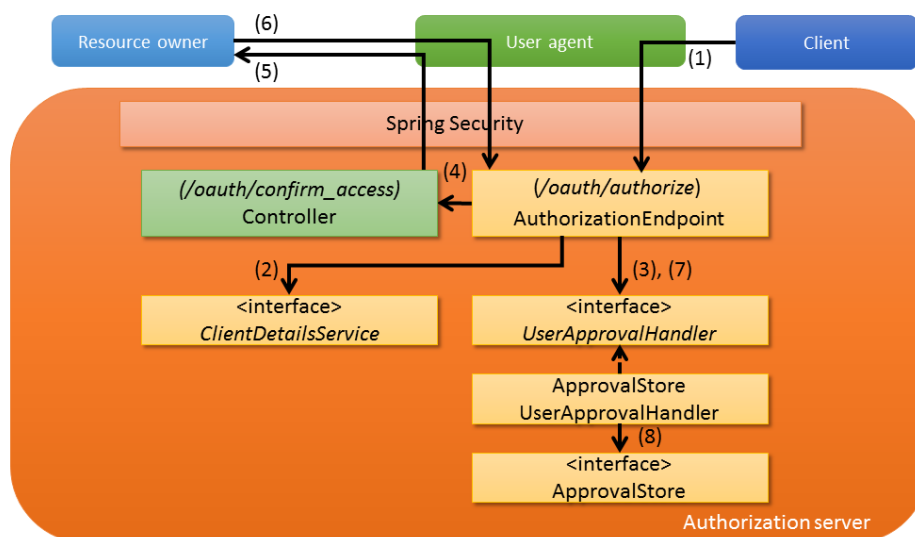 (6)
Resource owner
User agent
Client
(5)
(1)
Spring Security
(/oauth/confirm_access)
Controller
(4)
(/oauth/authorize)
AuthorizationEndpoint
(2)
(3), (7)
<interface>
ClientDetailsService
<interface>
UserApprovalHandler
ApprovalStore
UserApprovalHandler
(8)
<interface>
ApprovalStore
Authorization server